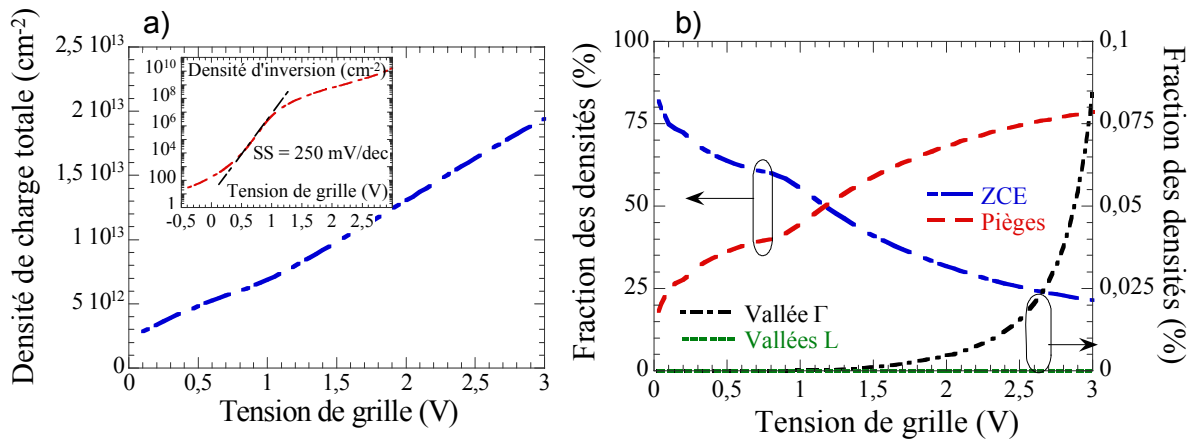 a)
Densité de charge totale (cm-2)
2,5 10^13
2 10^13
1,5 10^13
1 10^13
5 10^12
0
0 0,5 1 1,5 2 2,5 3
Tension de grille (V)
10^10
10^8
10^6
10^4
100
1
Densité d'inversion (cm-2)
SS = 250 mV/dec
Tension de grille (V)
-0,5 0 0,5 1 1,5 2 2,5
b)
Fraction des densités (%)
100
75
50
25
0
ZCE
Pièges
Vallée Γ
Vallées L
0 0,5 1 1,5 2 2,5 3
Tension de grille (V)
0,1
0,075
0,05
0,025
0
Fraction des densités (%)